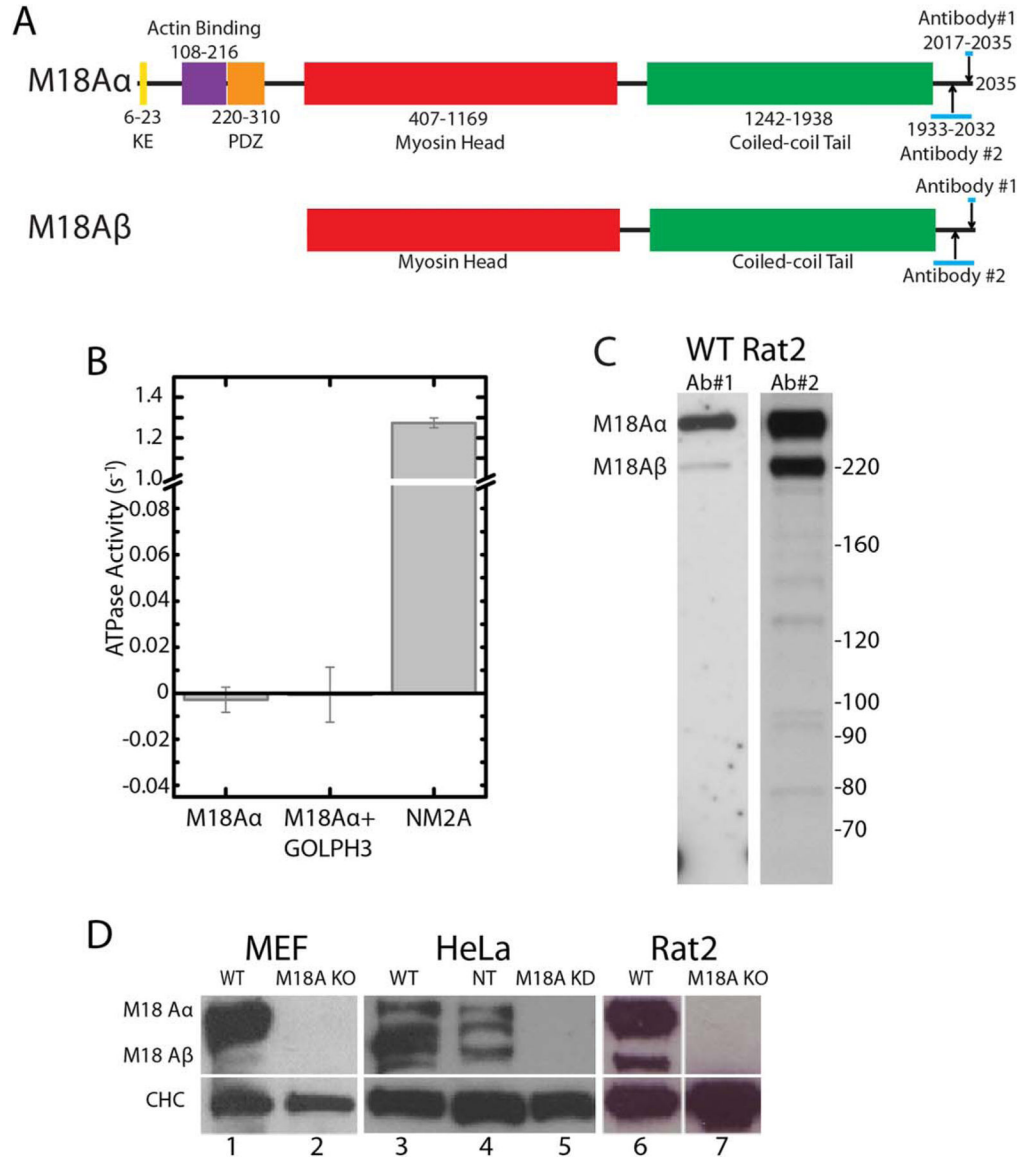 A
Actin Binding
108-216
Antibody#1
2017-2035
M18Aα
2035
6-23
220-310
407-1169
1242-1938
1933-2032
KE
PDZ
Myosin Head
Coiled-coil Tail
Antibody #2
Antibody #1
M18Aβ
Myosin Head
Coiled-coil Tail
Antibody #2
B
ATPase Activity (s⁻¹)
1.4
1.2
1.0
0.08
0.06
0.04
0.02
0
-0.02
-0.04
M18Aα
M18Aα+
GOLPH3
NM2A
C
WT Rat2
Ab#1
Ab#2
M18Aα
M18Aβ
-220
-160
-120
-100
-90
-80
-70
D
MEF
HeLa
Rat2
WT
M18A KO
WT
NT
M18A KD
WT
M18A KO
M18 Aα
M18 Aβ
CHC
1
2
3
4
5
6
7